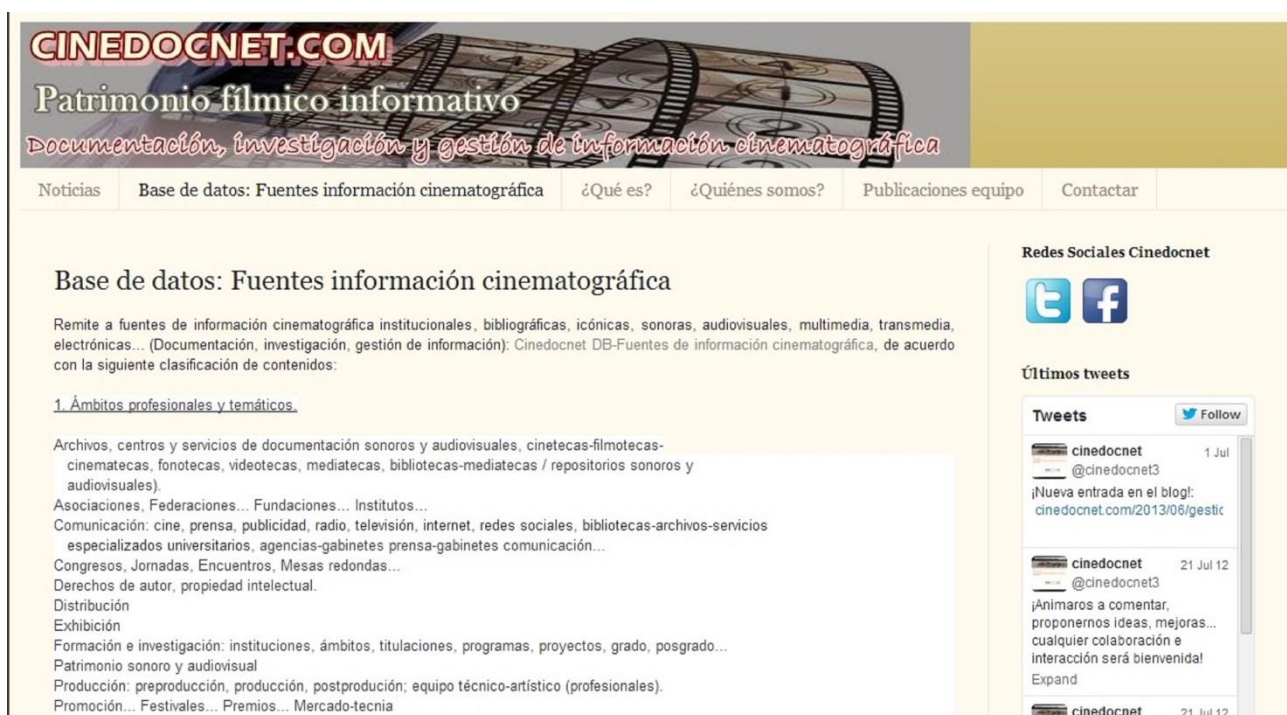 CINEDOCNET.COM
Patrimonio fílmico informativo
Documentación, investigación y gestión de información cinematográfica
Noticias
Base de datos: Fuentes información cinematográfica
¿Qué es?
¿Quiénes somos?
Publicaciones equipo
Contactar
Base de datos: Fuentes información cinematográfica
Remite a fuentes de información cinematográfica institucionales, bibliográficas, icónicas, sonoras, audiovisuales, multimedia, transmedia,
electrónicas... (Documentación, investigación, gestión de información): Cinedocnet DB-Fuentes de información cinematográfica, de acuerdo
con la siguiente clasificación de contenidos:
1. Ámbitos profesionales y temáticos.
Archivos, centros y servicios de documentación sonoros y audiovisuales, cinetecas-filmotecas-
cinematecas, fonotecas, videotecas, mediatecas, bibliotecas-mediatecas / repositorios sonoros y
audiovisuales).
Asociaciones, Federaciones... Fundaciones... Institutos...
Comunicación: cine, prensa, publicidad, radio, televisión, internet, redes sociales, bibliotecas-archivos-servicios
especializados universitarios, agencias-gabinetes prensa-gabinetes comunicación...
Congresos, Jornadas, Encuentros, Mesas redondas...
Derechos de autor, propiedad intelectual.
Distribución
Exhibición
Formación e investigación: instituciones, ámbitos, titulaciones, programas, proyectos, grado, posgrado...
Patrimonio sonoro y audiovisual
Producción: preproducción, producción, postprodución; equipo técnico-artístico (profesionales).
Promoción... Festivales... Premios... Mercado-tecnia
Redes Sociales Cinedocnet
Últimos tweets
Tweets
Follow
cinedocnet 1 Jul
@cinedocnet3
¡Nueva entrada en el blog!:
cinedocnet.com/2013/06/gestic
cinedocnet 21 Jul 12
@cinedocnet3
¡Animaros a comentar,
proponernos ideas, mejoras...
cualquier colaboración e
interacción será bienvenida!
Expand
cinedocnet 21 Jul 12